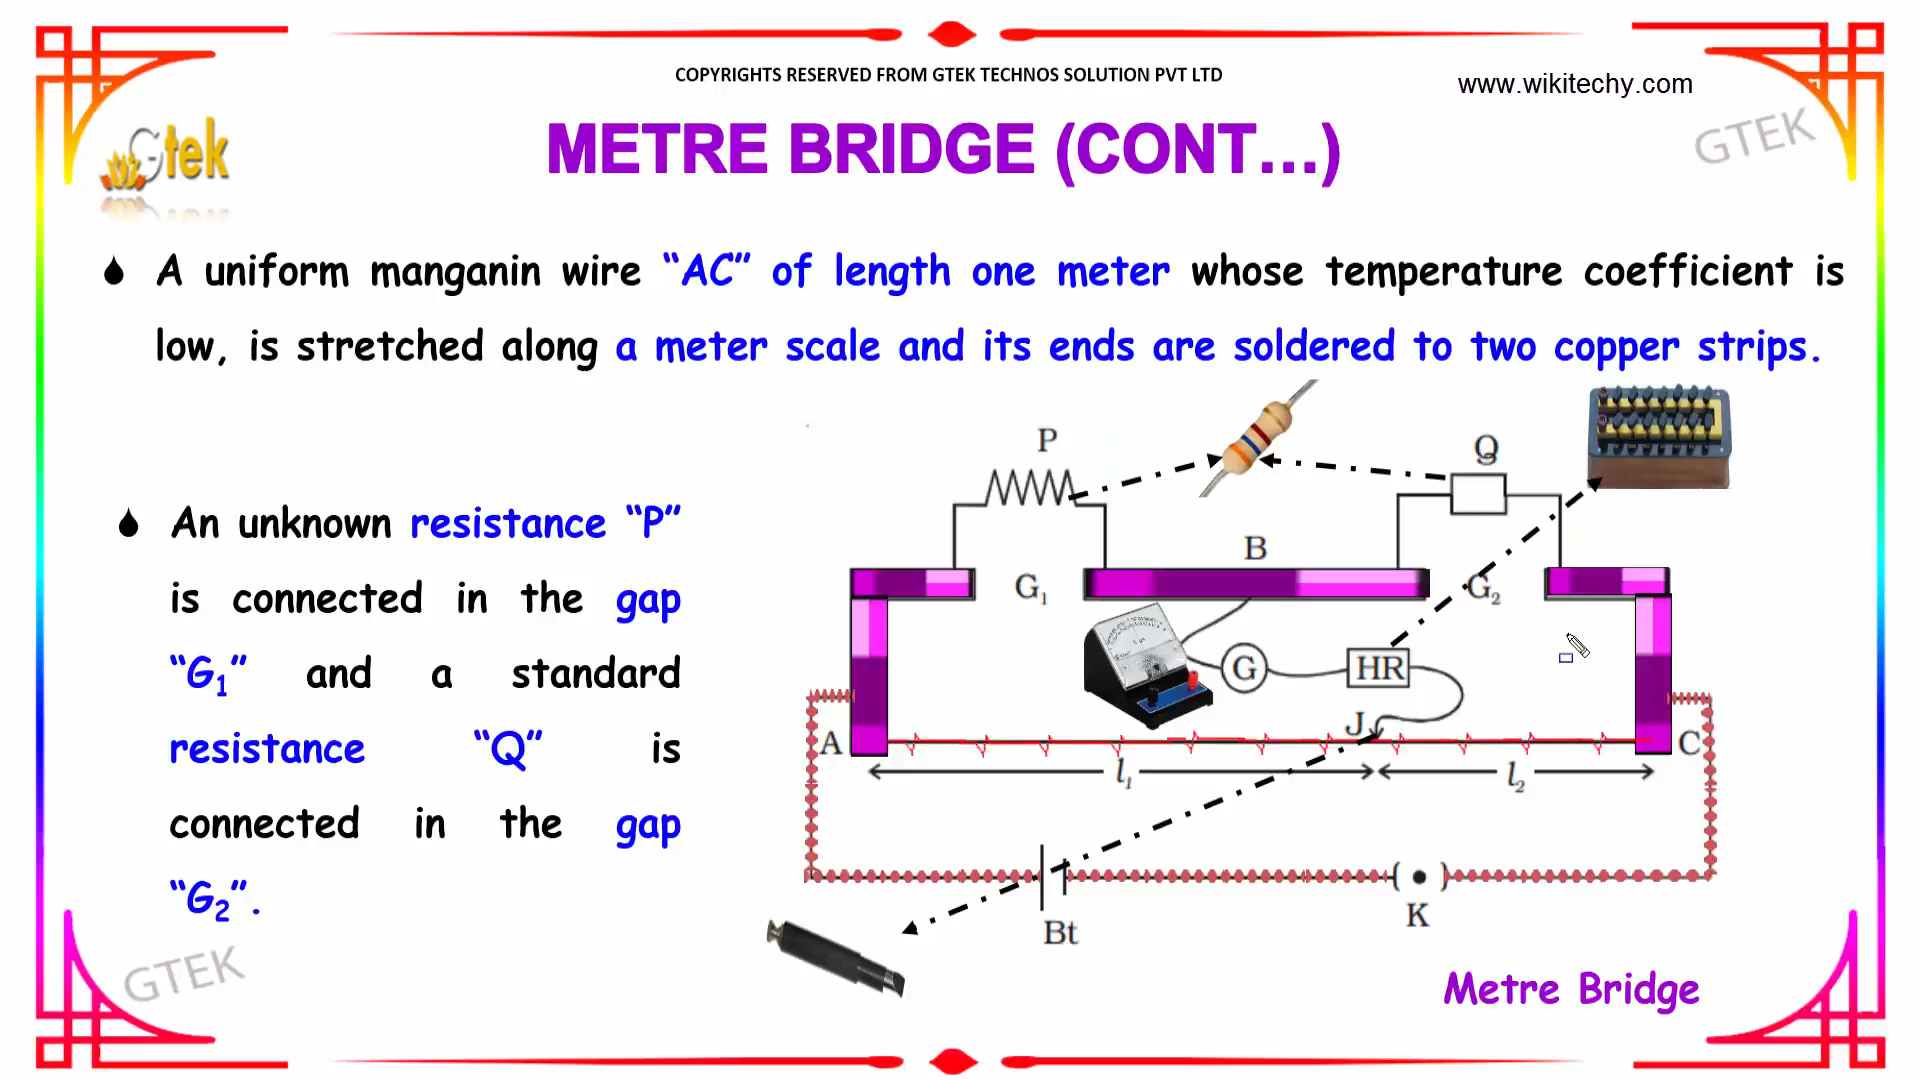 COPYRIGHTS RESERVED FROM GTEK TECHNOS SOLUTION PVT LTD
www.wikitechy.com
Gtek
METRE BRIDGE (CONT...)
GTEK
A uniform manganin wire “AC” of length one meter whose temperature coefficient is
low, is stretched along a meter scale and its ends are soldered to two copper strips.
An unknown resistance “P”
is connected in the gap
“G₁” and a standard
resistance “Q” is
connected in the gap
“G₂”.
P
Q
B
G₁
G₂
G
HR
J
A
C
l₁
l₂
Bt
K
Metre Bridge
GTEK